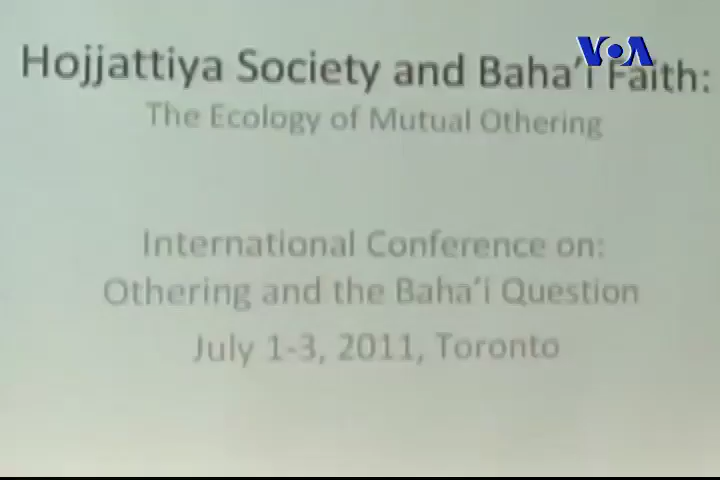 VOA
Hojjattiya Society and Baha'i Faith:
The Ecology of Mutual Othering
International Conference on:
Othering and the Baha'i Question
July 1-3, 2011, Toronto